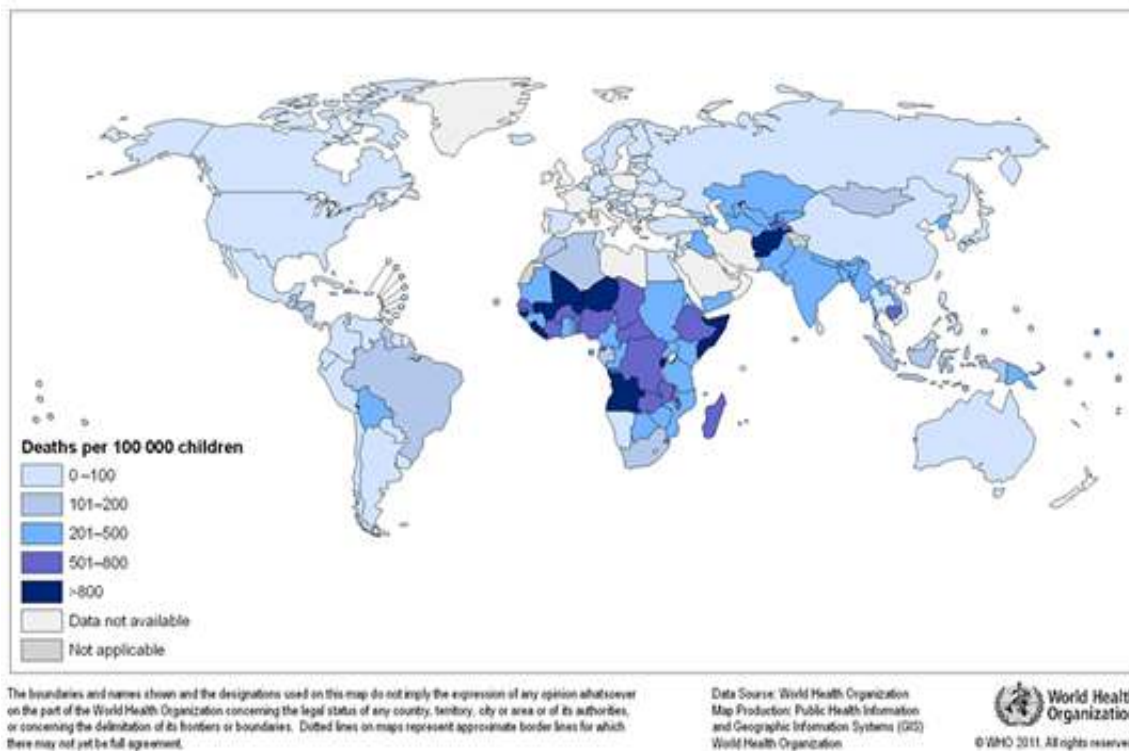 Deaths per 100 000 children
0 –100
101–200
201–500
501–800
>800
Data not available
Not applicable
The boundaries and names shown and the designations used on this map do not imply the expression of any opinion whatsoever
on the part of the World Health Organization concerning the legal status of any country, territory, city or area or of its authorities,
or concerning the delimitation of its frontiers or boundaries. Dotted lines on maps represent approximate border lines for which
there may not yet be full agreement.
Data Source: World Health Organization
Map Production: Public Health Information
and Geographic Information Systems (GIS)
World Health Organization
World Health
Organization
© WHO 2011. All rights reserved